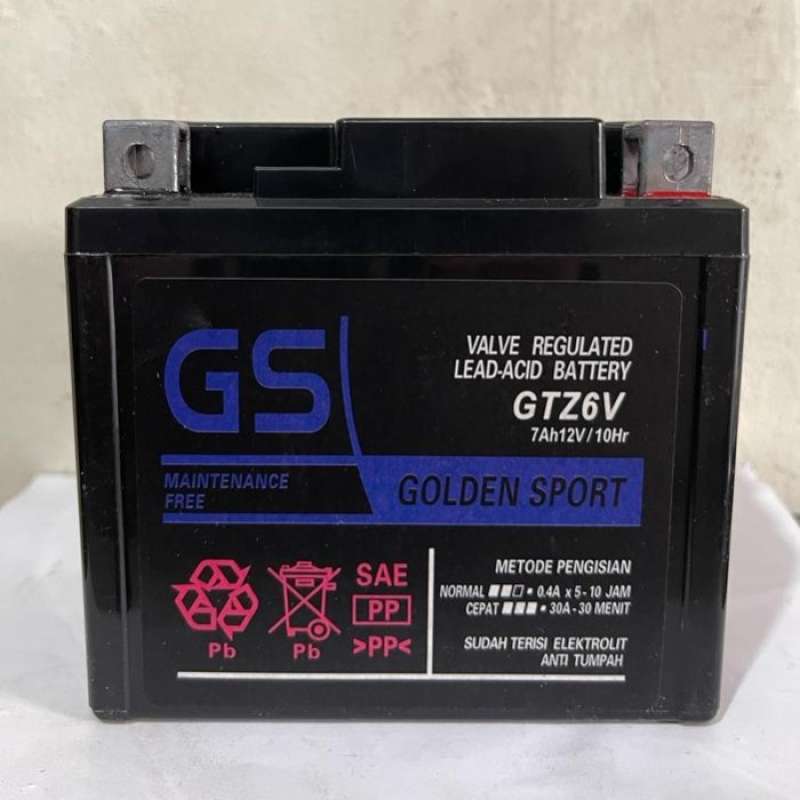 GS
VALVE REGULATED
LEAD-ACID BATTERY
GTZ6V
7Ah12V/10Hr
MAINTENANCE
FREE
GOLDEN SPORT
Pb
Pb
SAE
PP
>PP<
METODE PENGISIAN
NORMAL ■■□ • 0.4A x 5 - 10 JAM
CEPAT ■■■ • 30A - 30 MENIT
SUDAH TERISI ELEKTROLIT
ANTI TUMPAH